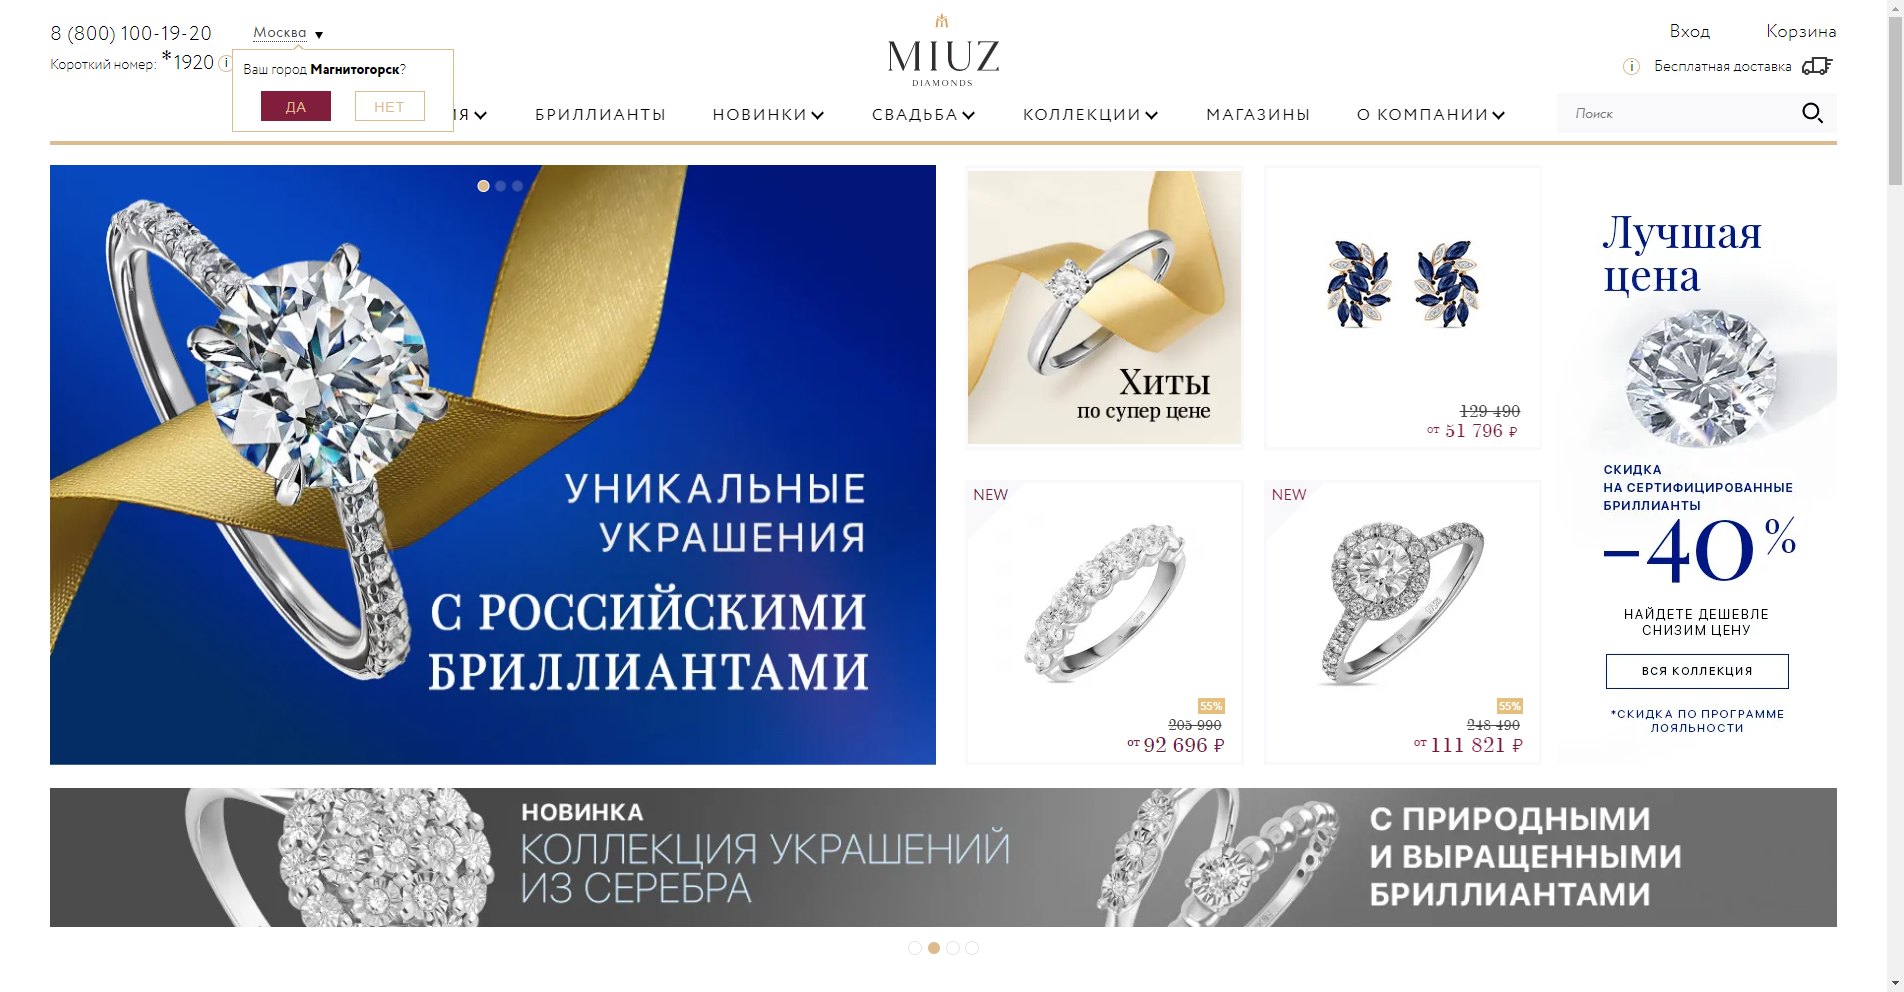 8 (800) 100-19-20
Москва
Короткий номер: *1920
Ваш город Магнитогорск?
ДА
НЕТ
MIUZ
DIAMONDS
Вход
Корзина
Бесплатная доставка
БРИЛЛИАНТЫ
НОВИНКИ
СВАДЬБА
КОЛЛЕКЦИИ
МАГАЗИНЫ
О КОМПАНИИ
Поиск
УНИКАЛЬНЫЕ
УКРАШЕНИЯ
С РОССИЙСКИМИ
БРИЛЛИАНТАМИ
Хиты
по супер цене
129 490
от 51 796 ₽
NEW
55%
205 990
от 92 696 ₽
NEW
55%
248 490
от 111 821 ₽
Лучшая
цена
СКИДКА
НА СЕРТИФИЦИРОВАННЫЕ
БРИЛЛИАНТЫ
-40%
НАЙДЕТЕ ДЕШЕВЛЕ
СНИЗИМ ЦЕНУ
ВСЯ КОЛЛЕКЦИЯ
*СКИДКА ПО ПРОГРАММЕ
ЛОЯЛЬНОСТИ
НОВИНКА
КОЛЛЕКЦИЯ УКРАШЕНИЙ
ИЗ СЕРЕБРА
С ПРИРОДНЫМИ
И ВЫРАЩЕННЫМИ
БРИЛЛИАНТАМИ